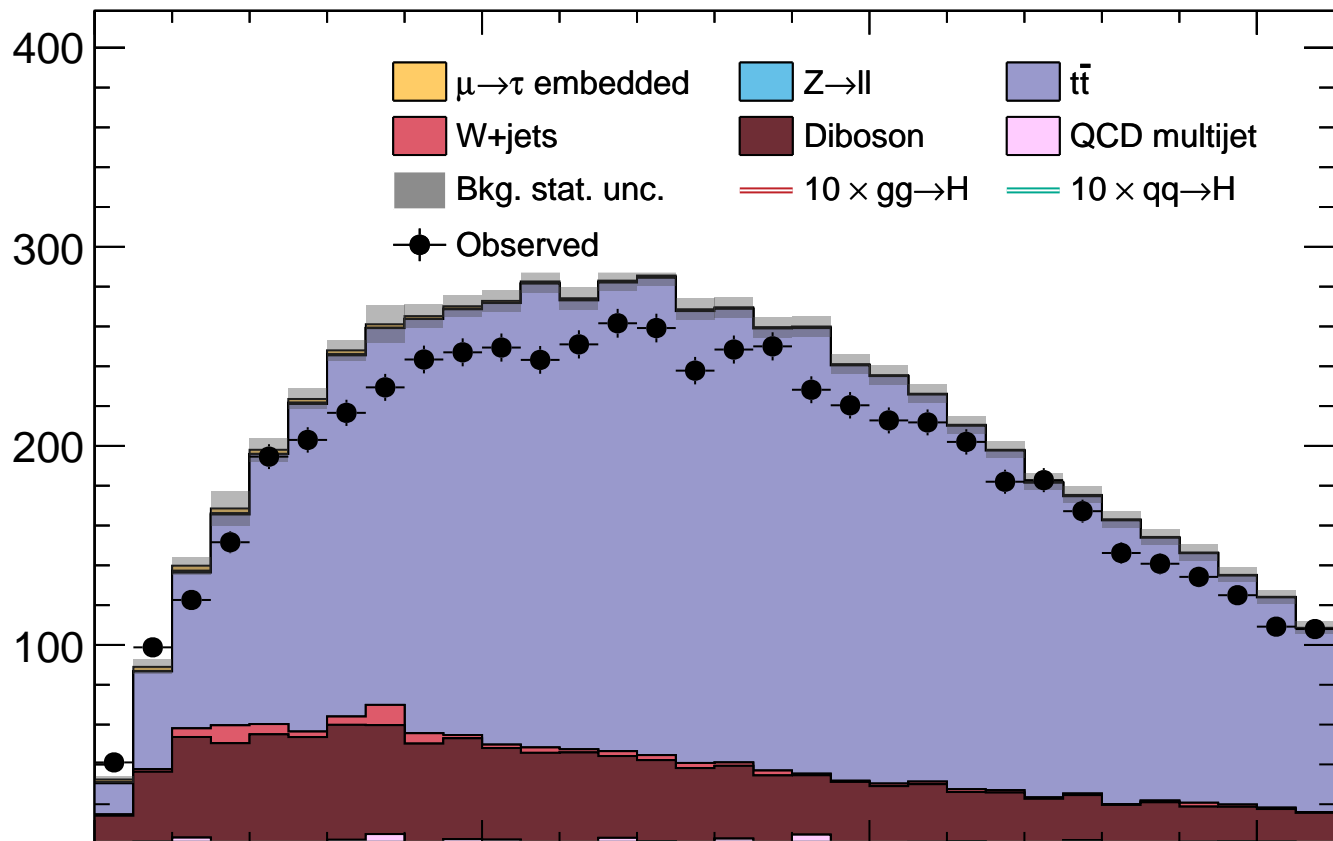 400
μ→τ embedded Z→ll tt̄
W+jets Diboson QCD multijet
Bkg. stat. unc. 10 × gg→H 10 × qq→H
300
Observed
200
100